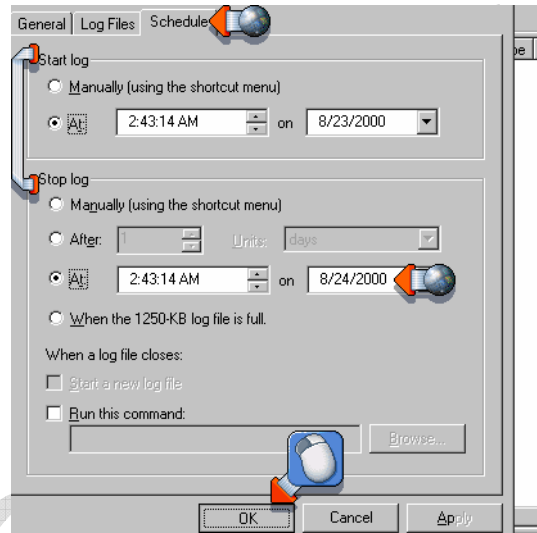 General Log Files Schedule
Start log
Manually (using the shortcut menu)
At: 2:43:14 AM on 8/23/2000
Stop log
Manually (using the shortcut menu)
After: 1 Units: days
At: 2:43:14 AM on 8/24/2000
When the 1250-KB log file is full.
When a log file closes:
Start a new log file
Run this command:
Browse...
OK Cancel Apply